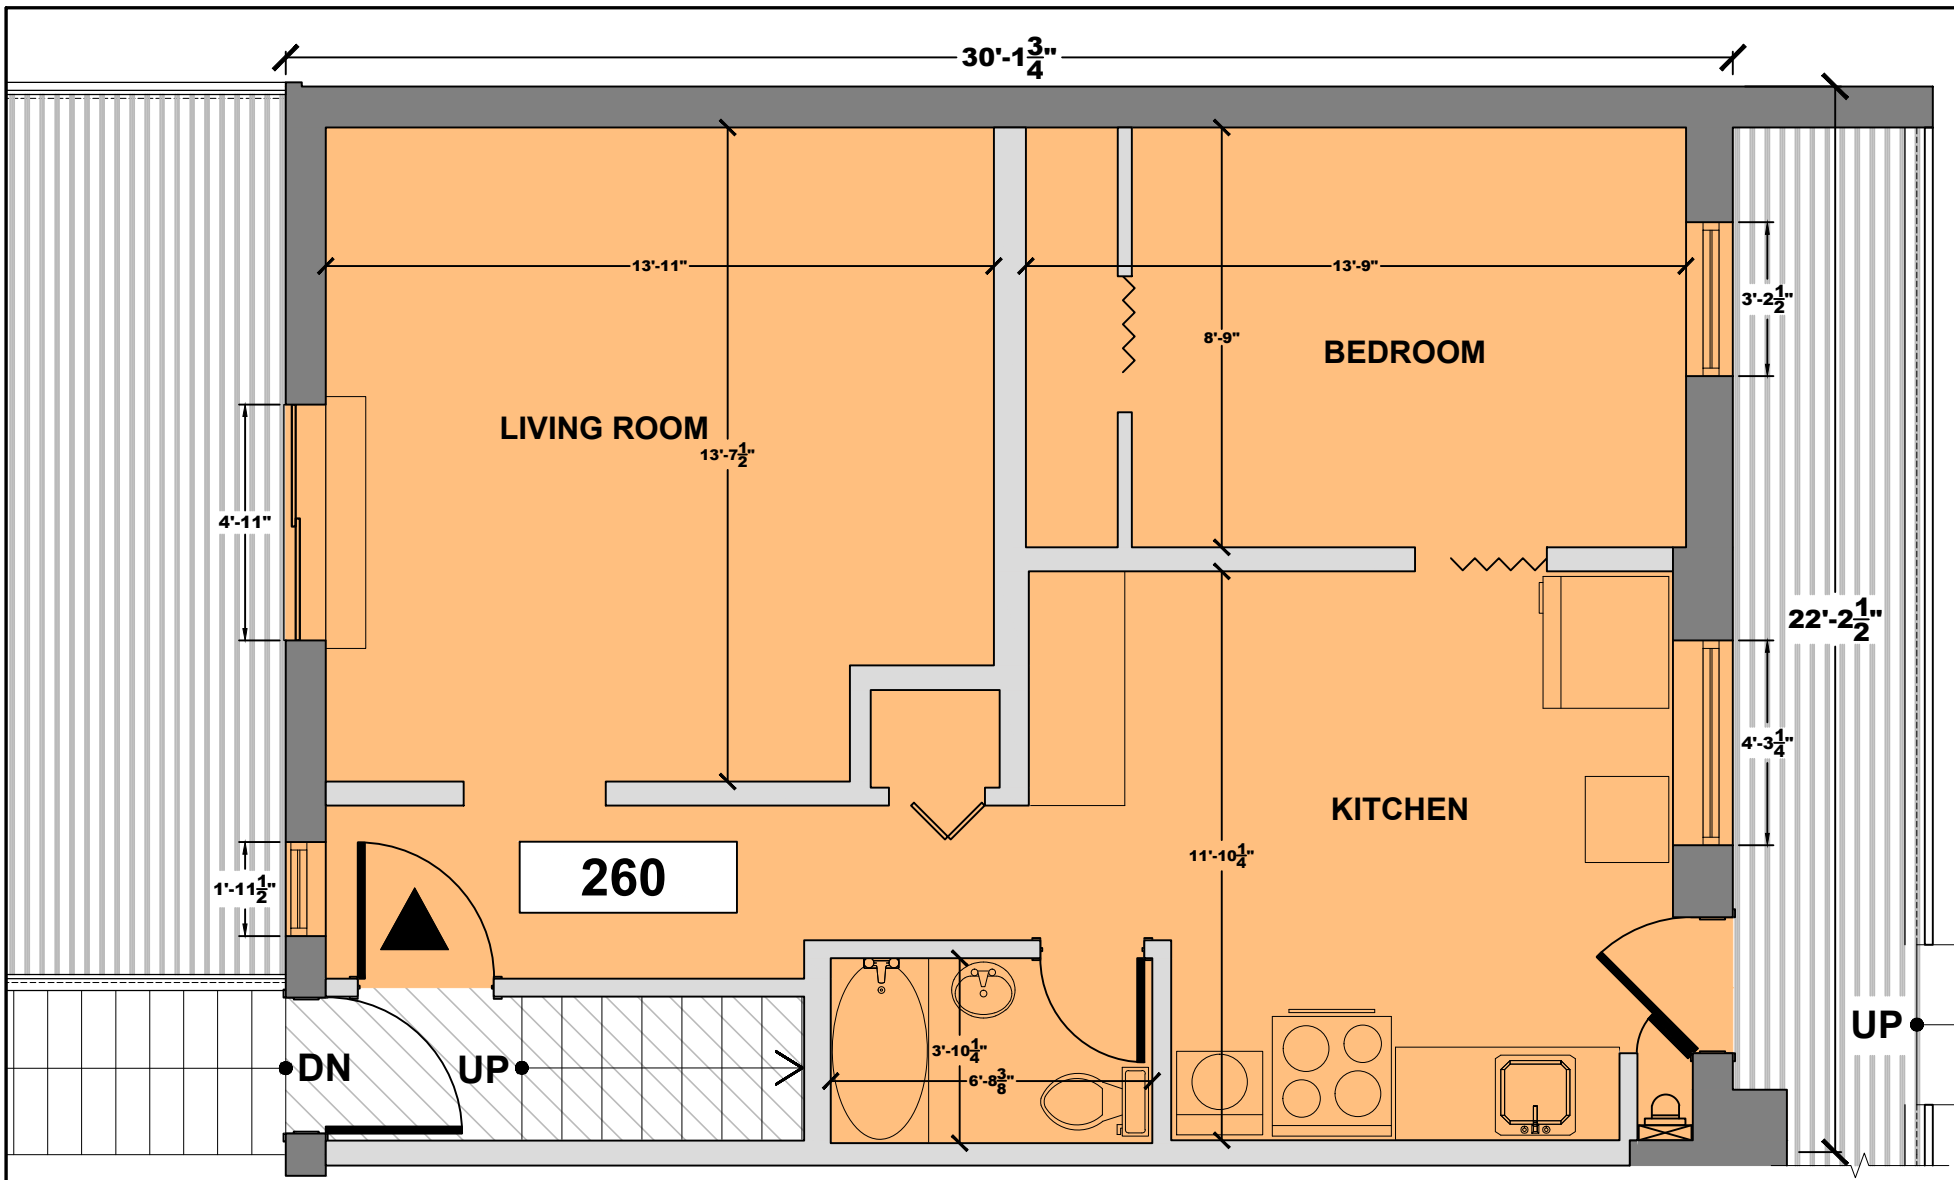 30'-1 3/4"
13'-11"
13'-9"
3'-2 1/2"
8'-9"
BEDROOM
LIVING ROOM
13'-7 1/2"
4'-11"
22'-2 1/2"
4'-3 1/4"
KITCHEN
11'-10 1/4"
260
1'-11 1/2"
UP
3'-10 1/4"
DN
UP
6'-8 3/8"